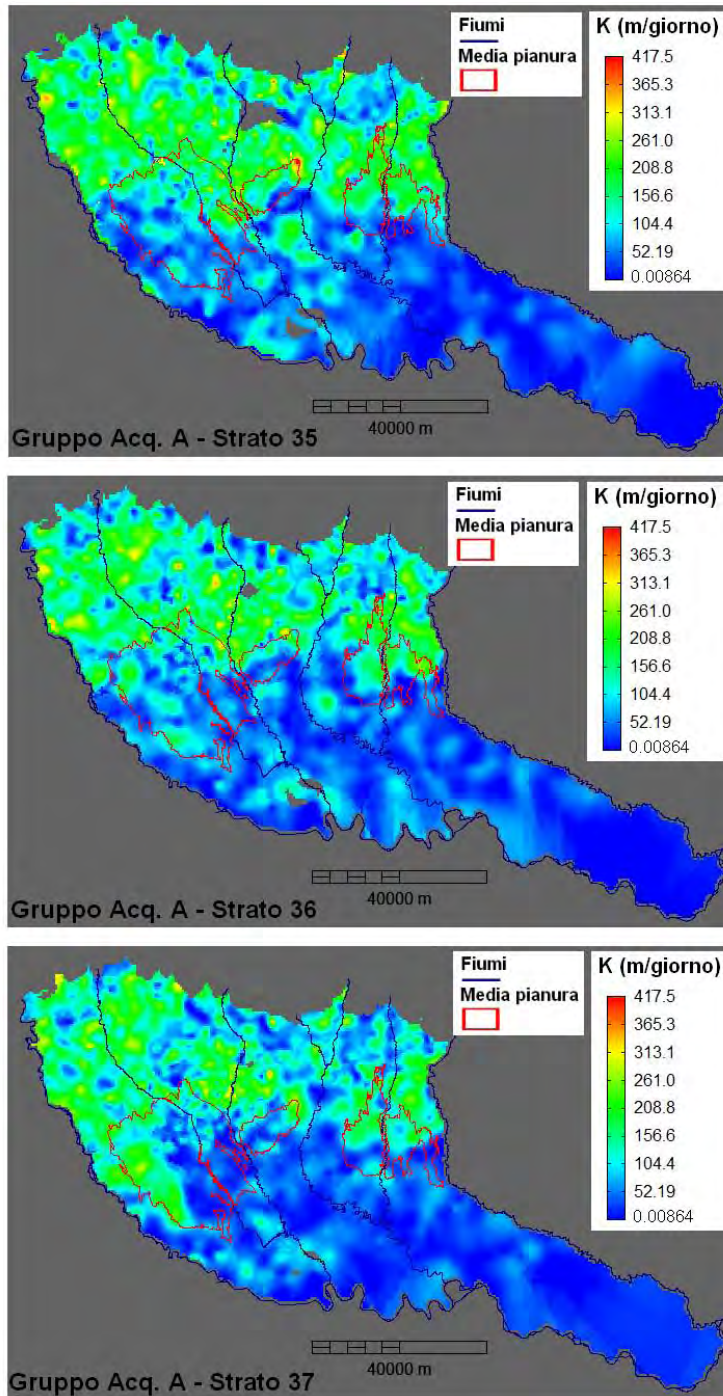 Fiumi
Media pianura
K (m/giorno)
417.5
365.3
313.1
261.0
208.8
156.6
104.4
52.19
0.00864
40000 m
Gruppo Acq. A - Strato 35
Fiumi
Media pianura
K (m/giorno)
417.5
365.3
313.1
261.0
208.8
156.6
104.4
52.19
0.00864
40000 m
Gruppo Acq. A - Strato 36
Fiumi
Media pianura
K (m/giorno)
417.5
365.3
313.1
261.0
208.8
156.6
104.4
52.19
0.00864
40000 m
Gruppo Acq. A - Strato 37